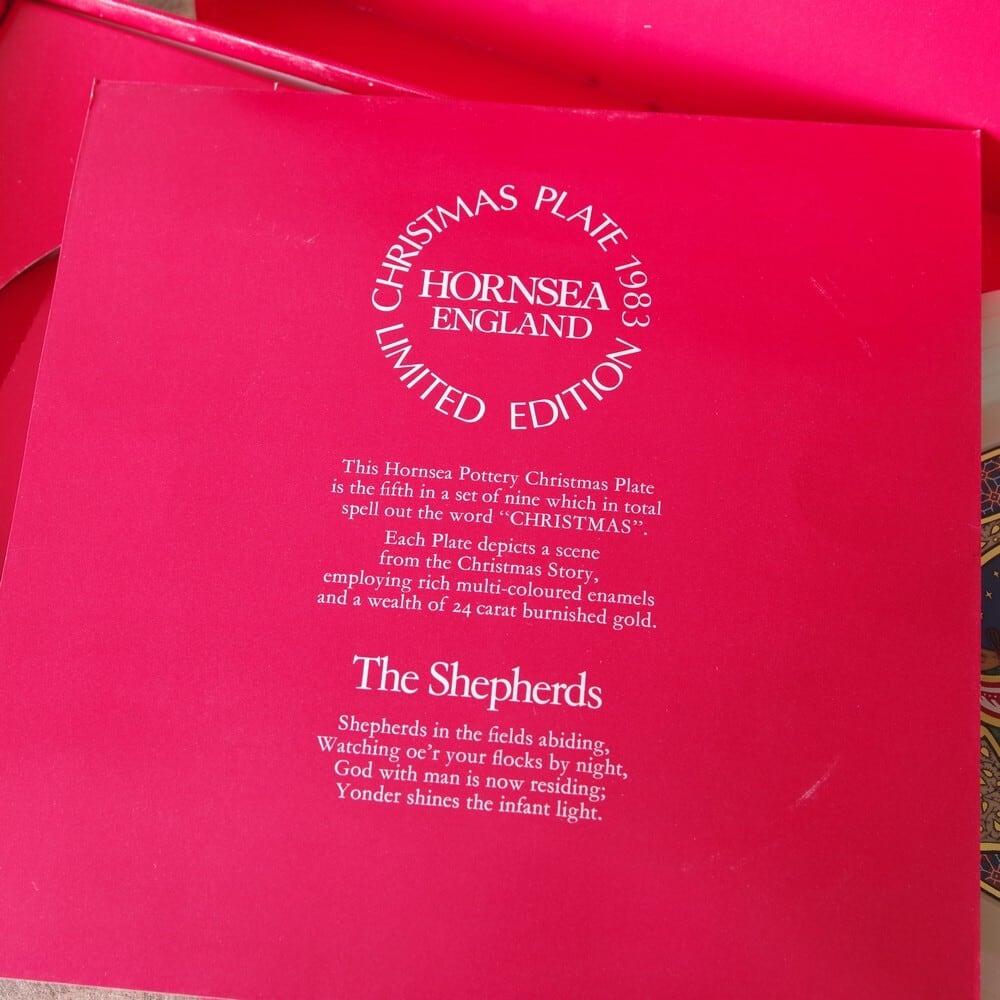 CHRISTMAS PLATE 1983
HORNSEA
ENGLAND
LIMITED EDITION
This Hornsea Pottery Christmas Plate
is the fifth in a set of nine which in total
spell out the word “CHRISTMAS”.
Each Plate depicts a scene
from the Christmas Story,
employing rich multi-coloured enamels
and a wealth of 24 carat burnished gold.
The Shepherds
Shepherds in the fields abiding,
Watching oe’r your flocks by night,
God with man is now residing;
Yonder shines the infant light.